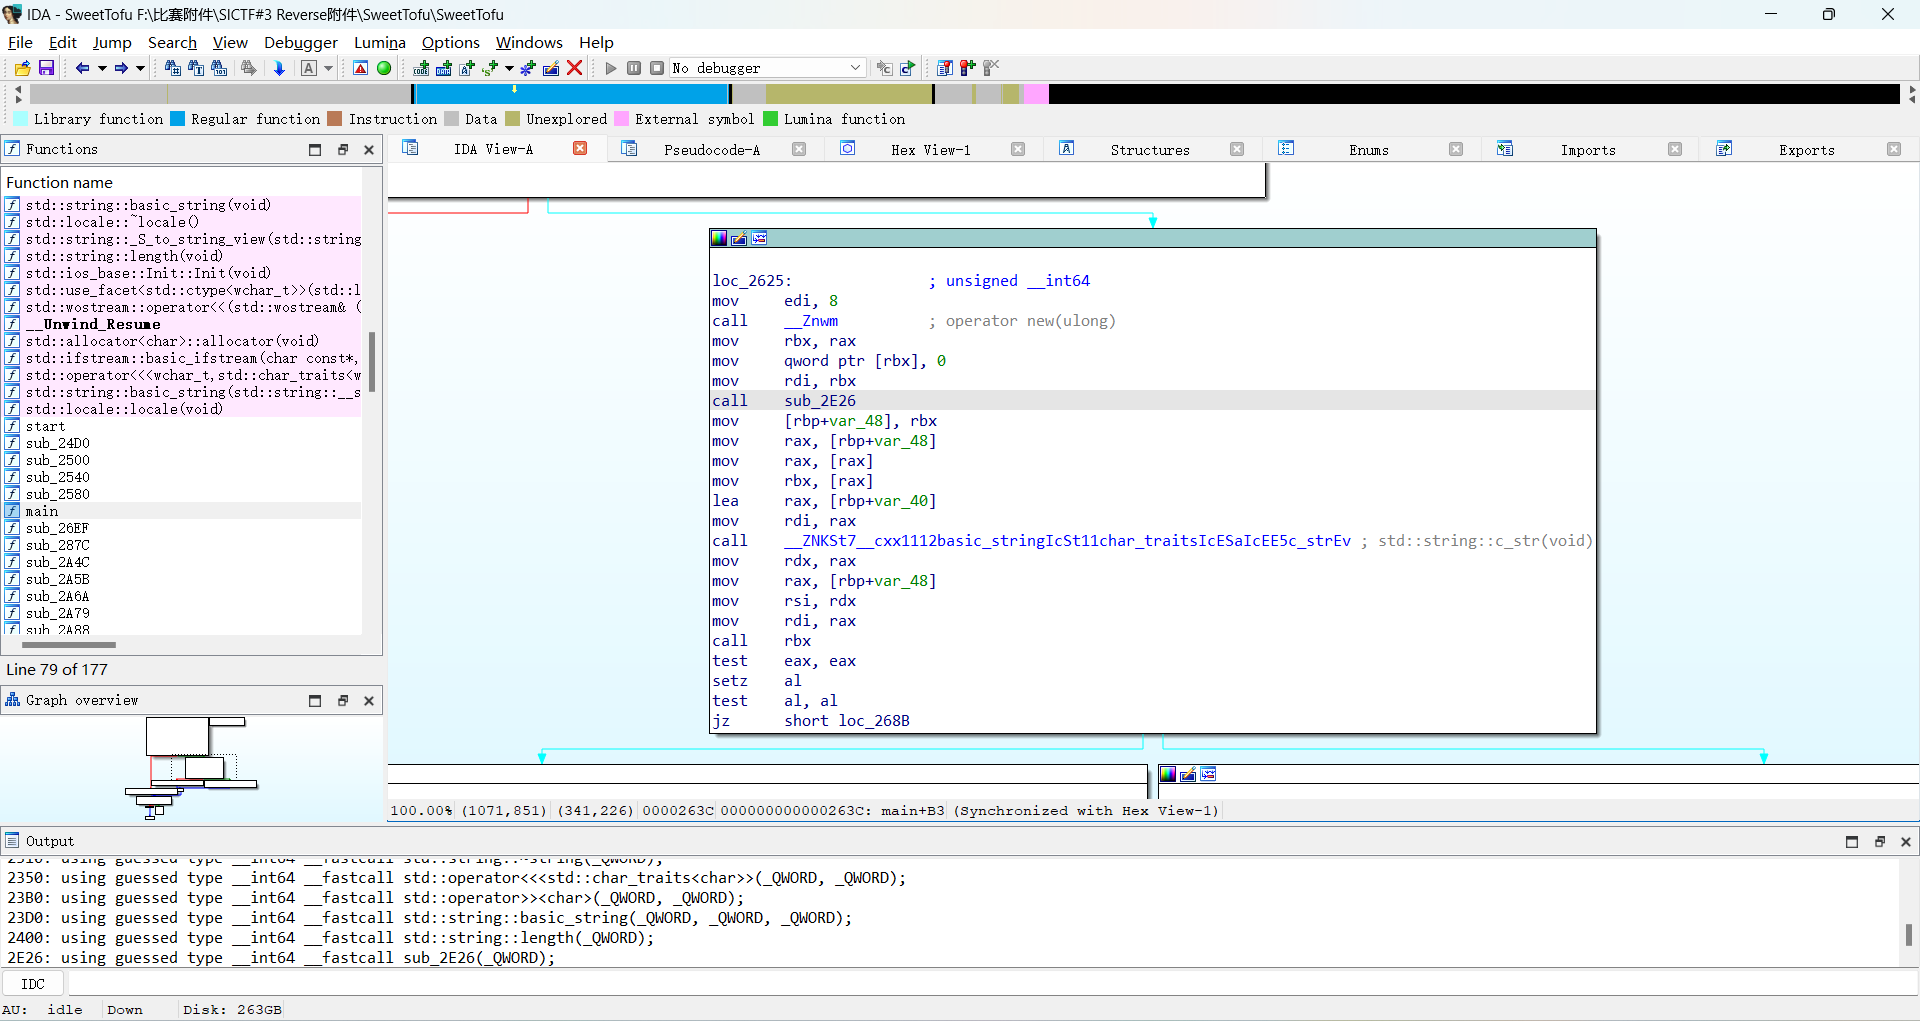 IDA - SweetTofu F:\比赛附件\SICTF#3 Reverse附件\SweetTofu\SweetTofu
File Edit Jump Search View Debugger Lumina Options Windows Help
No debugger
Library function Regular function Instruction Data Unexplored External symbol Lumina function
Functions
IDA View-A Pseudocode-A Hex View-1 Structures Enums Imports Exports
Function name
std::string::basic_string(void)
std::locale::~locale()
std::string::_S_to_string_view(std::string
std::string::length(void)
std::ios_base::Init::Init(void)
std::use_facet<std::ctype<wchar_t>>(std::l
std::wostream::operator<<(std::wostream& (
__Unwind_Resume
std::allocator<char>::allocator(void)
std::ifstream::basic_ifstream(char const*,
std::operator<<<wchar_t,std::char_traits<w
std::string::basic_string(std::string::__s
std::locale::locale(void)
start
sub_24D0
sub_2500
sub_2540
sub_2580
main
sub_26EF
sub_287C
sub_2A4C
sub_2A5B
sub_2A6A
sub_2A79
sub_2A88
Line 79 of 177
Graph overview
loc_2625: ; unsigned __int64
mov edi, 8
call __Znwm ; operator new(ulong)
mov rbx, rax
mov qword ptr [rbx], 0
mov rdi, rbx
call sub_2E26
mov [rbp+var_48], rbx
mov rax, [rbp+var_48]
mov rax, [rax]
mov rbx, [rax]
lea rax, [rbp+var_40]
mov rdi, rax
call __ZNKSt7__cxx1112basic_stringIcSt11char_traitsIcESaIcEE5c_strEv ; std::string::c_str(void)
mov rdx, rax
mov rax, [rbp+var_48]
mov rsi, rdx
mov rdi, rax
call rbx
test eax, eax
setz al
test al, al
jz short loc_268B
100.00% (1071,851) (341,226) 0000263C 000000000000263C: main+B3 (Synchronized with Hex View-1)
Output
2310: using guessed type __int64 __fastcall std::string::~string(_QWORD);
2350: using guessed type __int64 __fastcall std::operator<<<std::char_traits<char>>(_QWORD, _QWORD);
23B0: using guessed type __int64 __fastcall std::operator>><char>(_QWORD, _QWORD);
23D0: using guessed type __int64 __fastcall std::string::basic_string(_QWORD, _QWORD, _QWORD);
2400: using guessed type __int64 __fastcall std::string::length(_QWORD);
2E26: using guessed type __int64 __fastcall sub_2E26(_QWORD);
IDC
AU: idle Down Disk: 263GB